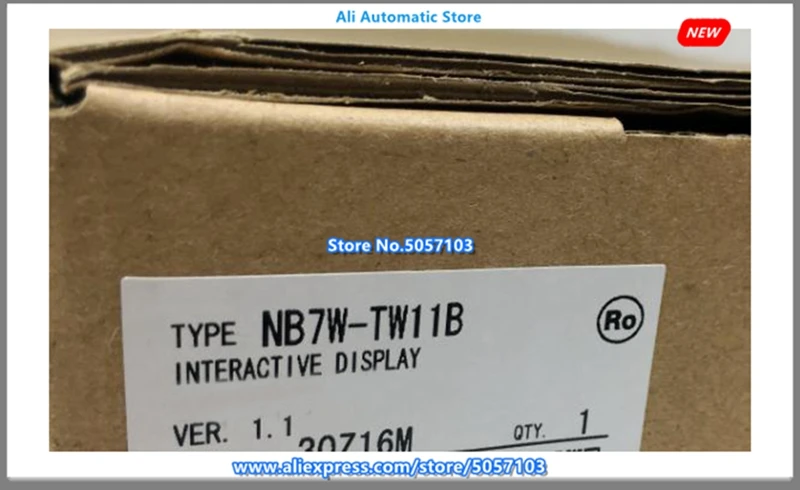 Ali Automatic Store
NEW
Store No.5057103
TYPE NB7W-TW11B
Ro
INTERACTIVE DISPLAY
VER. 1.1
30716M
QTY. 1
www.aliexpress.com/store/5057103